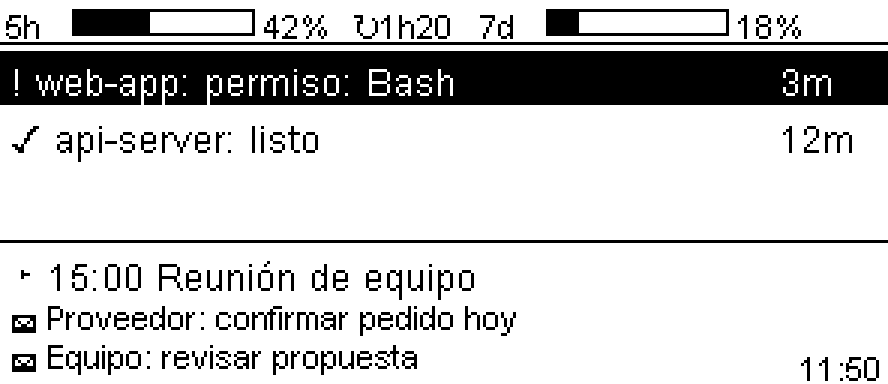 5h 42% ↻1h20 7d 18%
! web-app: permiso: Bash 3m
✓ api-server: listo 12m
15:00 Reunión de equipo
Proveedor: confirmar pedido hoy
Equipo: revisar propuesta
11:50